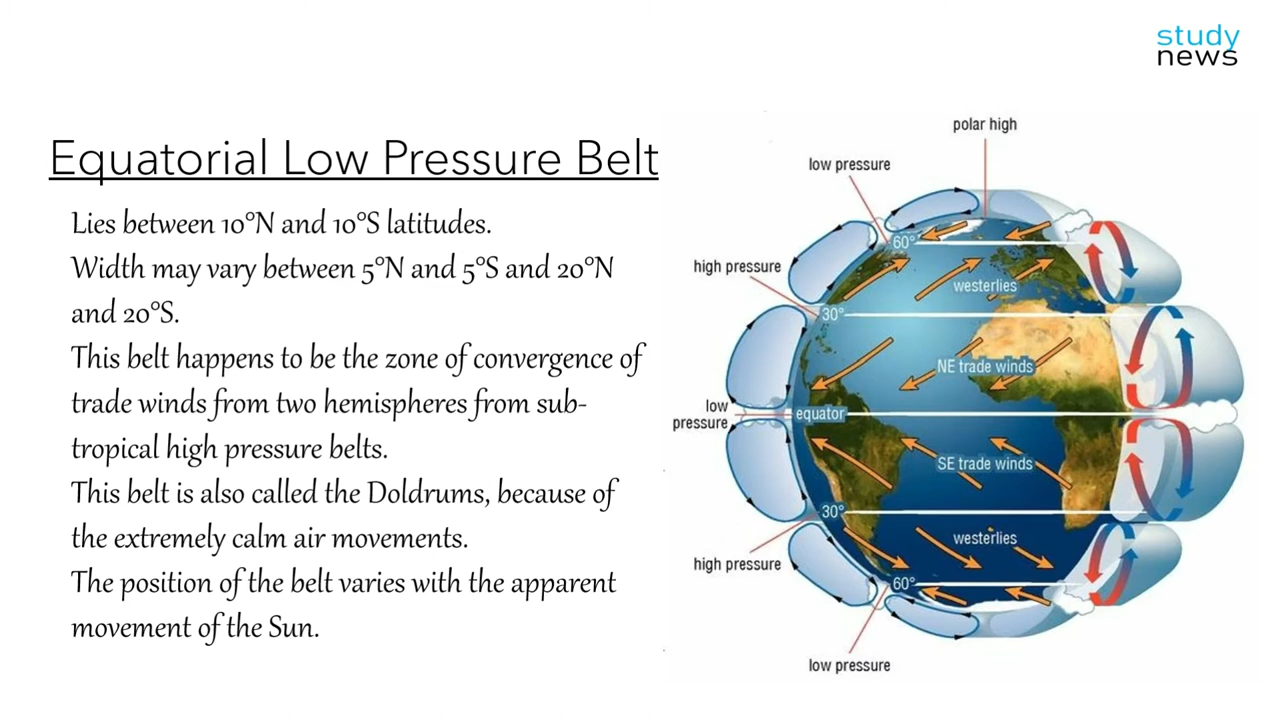 study
news
Equatorial Low Pressure Belt
Lies between 10°N and 10°S latitudes.
Width may vary between 5°N and 5°S and 20°N
and 20°S.
This belt happens to be the zone of convergence of
trade winds from two hemispheres from sub-
tropical high pressure belts.
This belt is also called the Doldrums, because of
the extremely calm air movements.
The position of the belt varies with the apparent
movement of the Sun.
polar high
low pressure
60°
high pressure
westerlies
30°
NE trade winds
low
pressure
equator
SE trade winds
30°
westerlies
high pressure
60°
low pressure